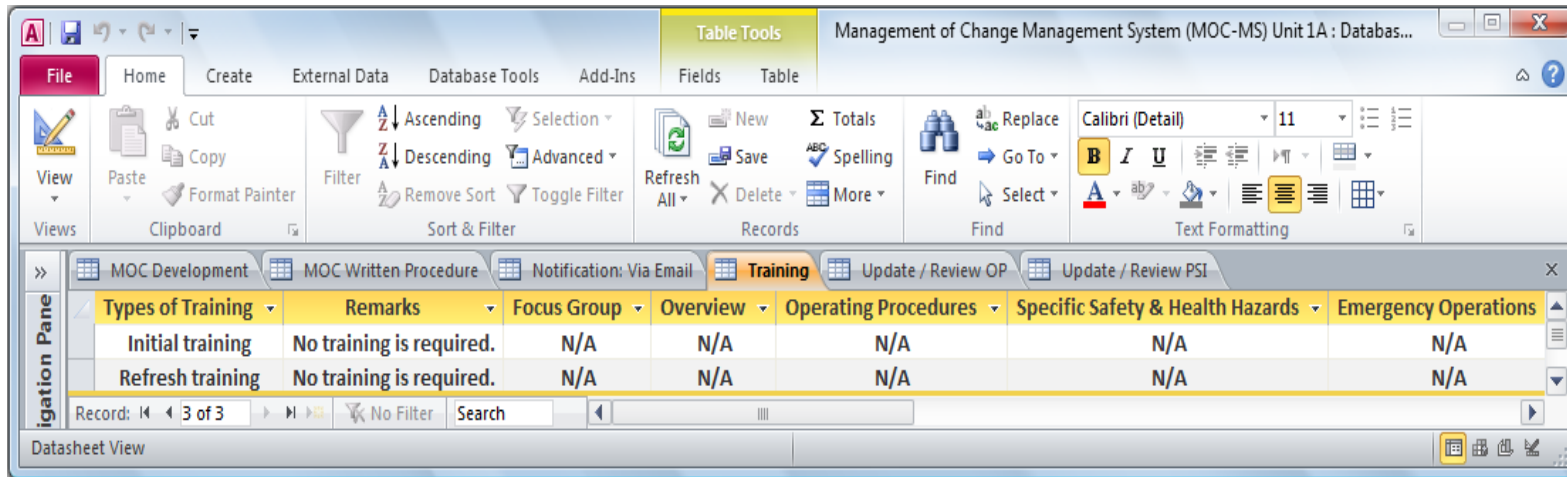 A
Table Tools Management of Change Management System (MOC-MS) Unit 1A : Databas... X
File Home Create External Data Database Tools Add-Ins Fields Table ?
View
Views
Paste
Cut
Copy
Format Painter
Clipboard
Filter
Ascending
Descending
Remove Sort
Selection
Advanced
Toggle Filter
Sort & Filter
Refresh
All
New
Save
Delete
Totals
Spelling
More
Records
Find
Replace
Go To
Select
Find
Calibri (Detail) 11
B I U
A ab
Text Formatting
» MOC Development MOC Written Procedure Notification: Via Email Training Update / Review OP Update / Review PSI X
igation Pane
Types of Training Remarks Focus Group Overview Operating Procedures Specific Safety & Health Hazards Emergency Operations
Initial training No training is required. N/A N/A N/A N/A N/A
Refresh training No training is required. N/A N/A N/A N/A N/A
Record: 3 of 3 No Filter Search
Datasheet View